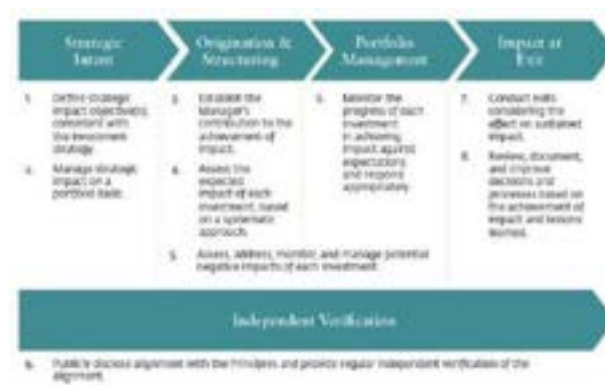 Strategic
Intent
Origination &
Structuring
Portfolio
Management
Impact at
Exit
1. Define strategic
impact objective(s),
consistent with
the investment
strategy.
2. Manage strategic
impact on a
portfolio basis.
3. Establish the
Manager's
contribution to the
achievement of
impact.
4. Assess the
expected
impact of each
investment, based
on a systematic
approach.
5. Assess, address, monitor, and manage potential
negative impacts of each investment.
6. Monitor the
progress of each
investment
in achieving
impact against
expectations
and respond
appropriately.
7. Conduct exits
considering the
effect on sustained
impact.
8. Review, document,
and improve
decisions and
processes based on
the achievement of
impact and lessons
learned.
Independent Verification
9. Publicly disclose alignment with the Principles and provide regular independent verification of the
alignment.